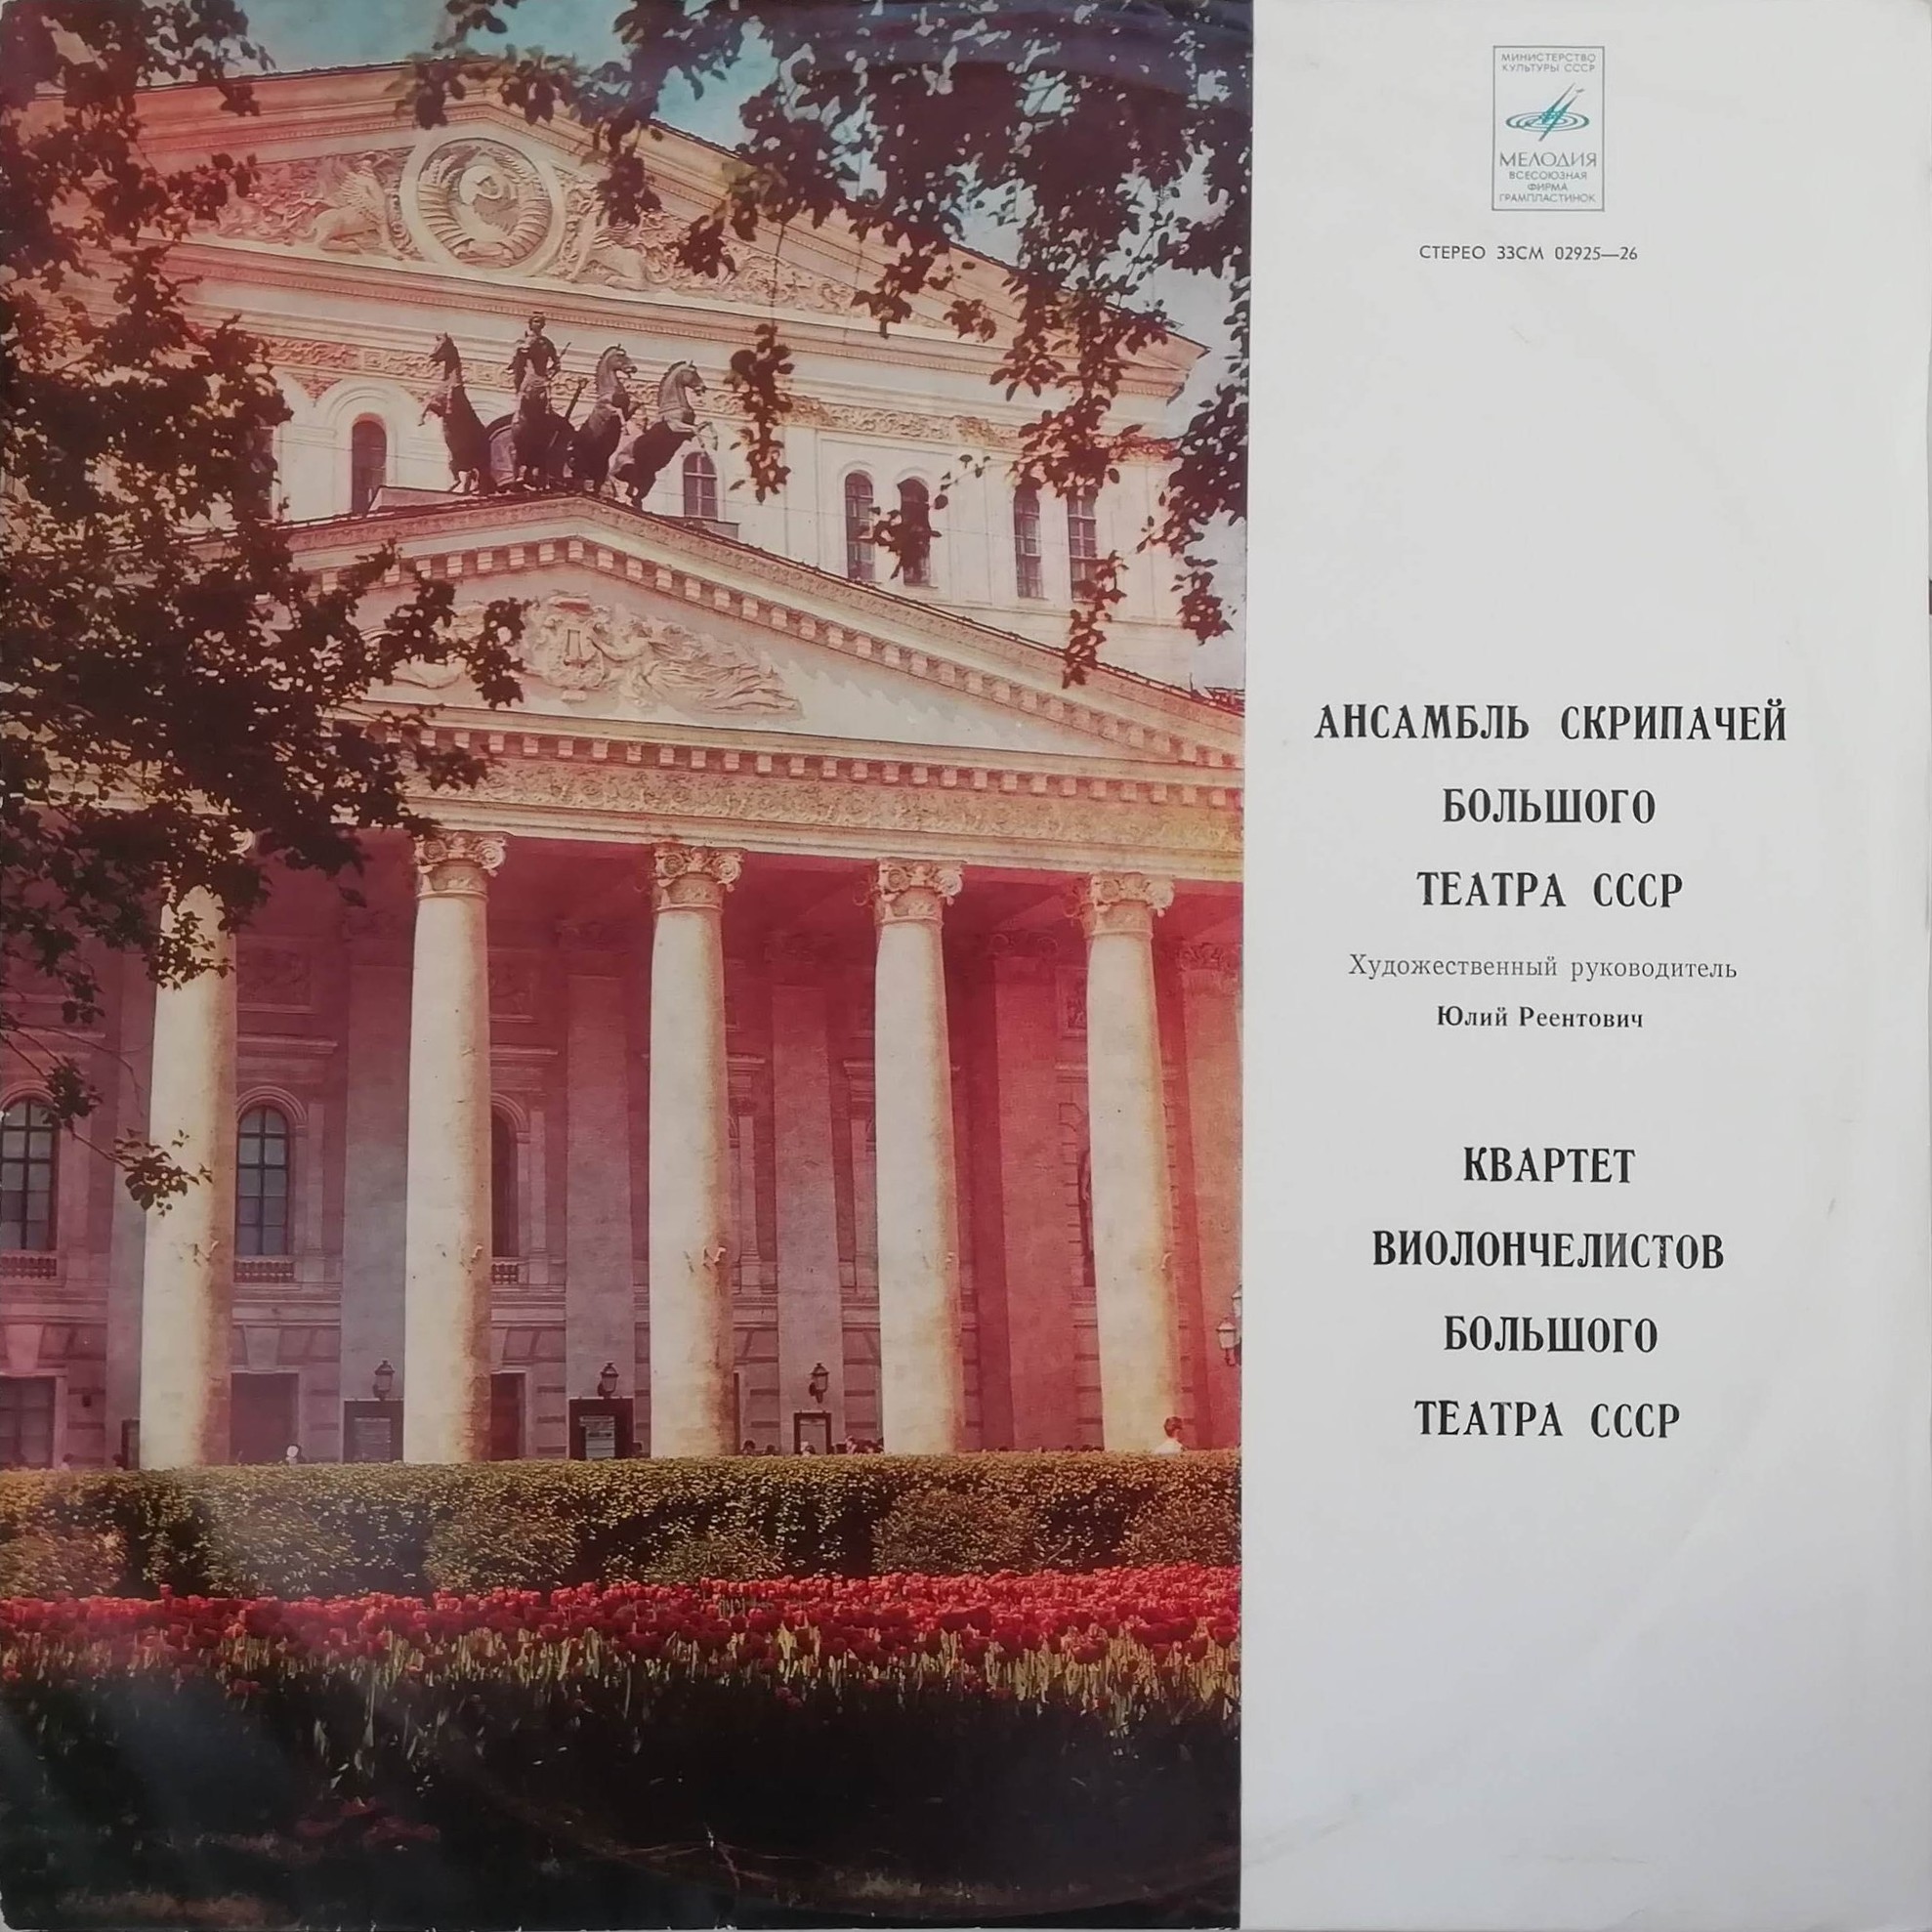 МИНИСТЕРСТВО
КУЛЬТУРЫ СССР
МЕЛОДИЯ
ВСЕСОЮЗНАЯ
ФИРМА
ГРАМПЛАСТИНОК
СТЕРЕО 33СМ 02925—26
АНСАМБЛЬ СКРИПАЧЕЙ
БОЛЬШОГО
ТЕАТРА СССР
Художественный руководитель
Юлий Реентович
КВАРТЕТ
ВИОЛОНЧЕЛИСТОВ
БОЛЬШОГО
ТЕАТРА СССР